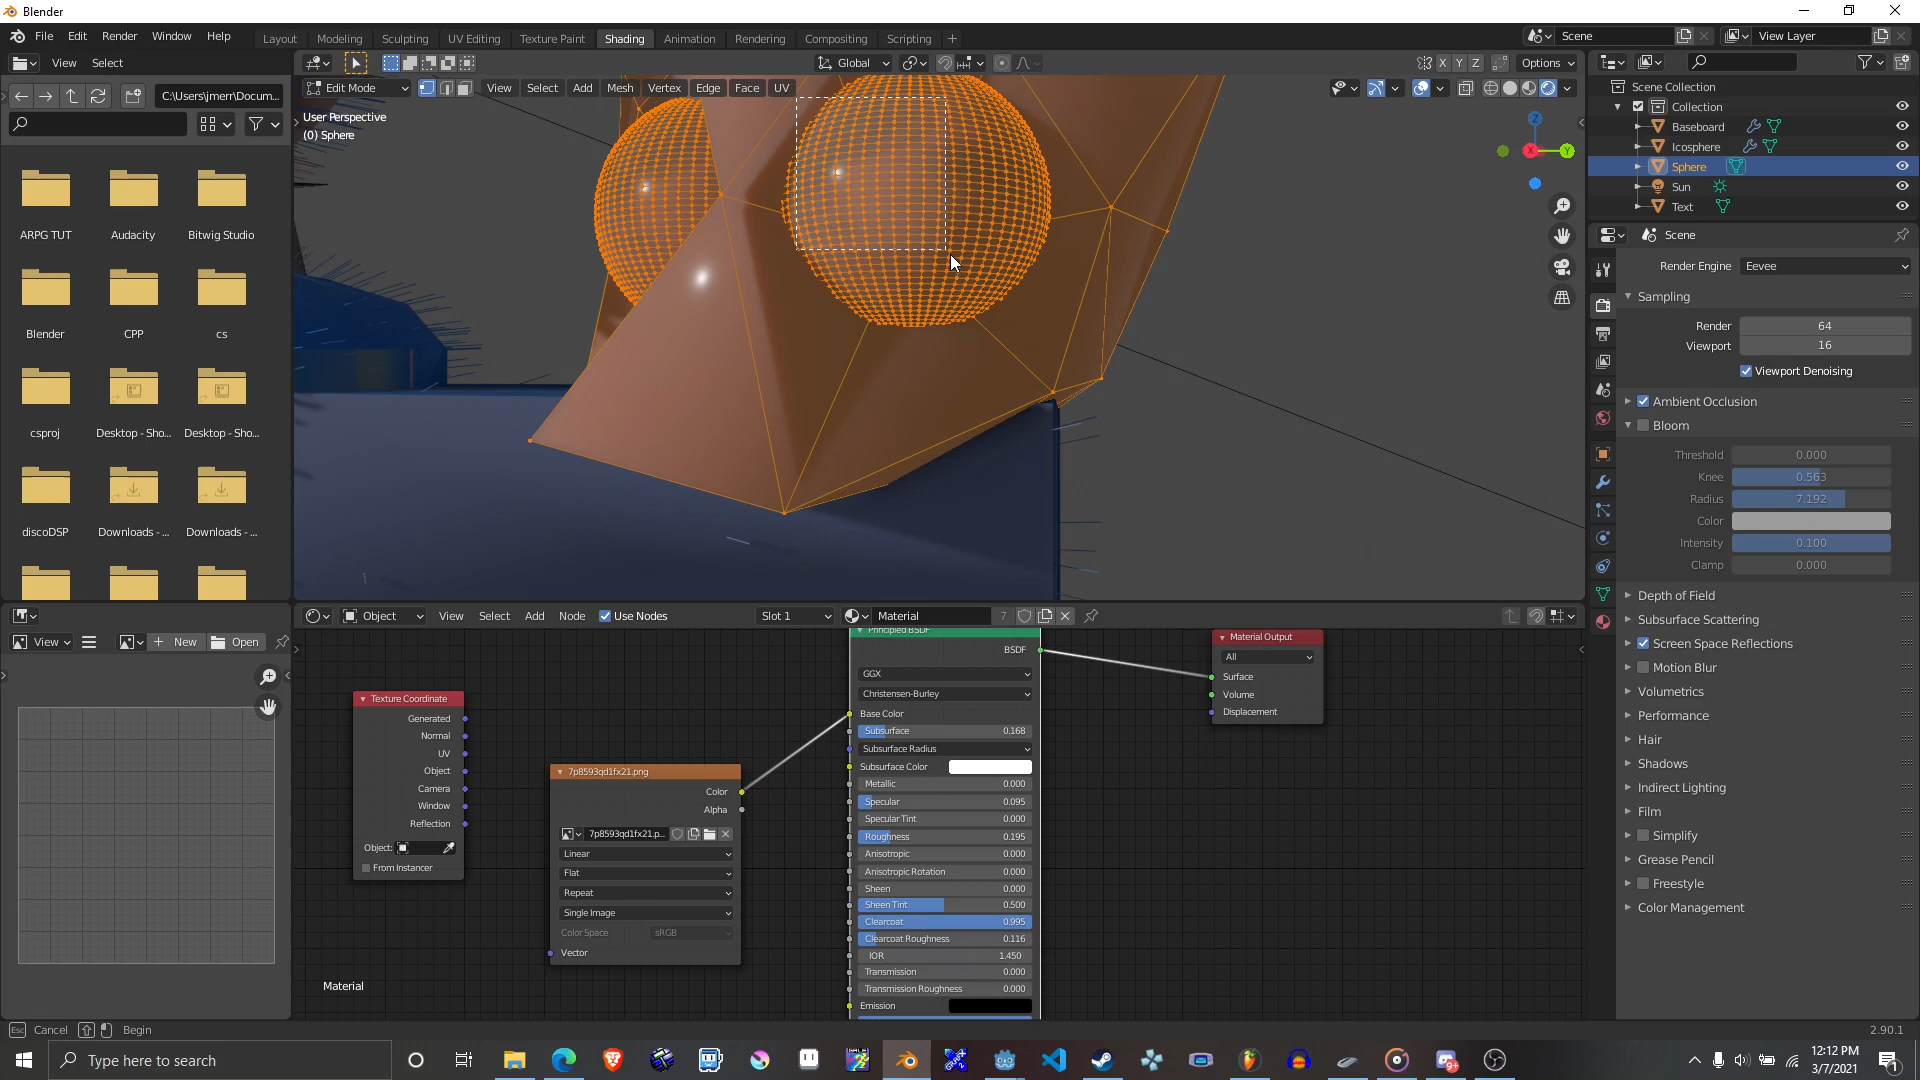 Blender
File Edit Render Window Help
Layout Modeling Sculpting UV Editing Texture Paint Shading Animation Rendering Compositing Scripting
Scene
View Layer
View Select
Global
X Y Z
Options
C:\Users\jmerr\Docum...
Edit Mode
View Select Add Mesh Vertex Edge Face UV
User Perspective
(0) Sphere
Z
X
Y
ARPG TUT
Audacity
Bitwig Studio
Blender
CPP
cs
csproj
Desktop - Sho...
Desktop - Sho...
discoDSP
Downloads - ...
Downloads - ...
Scene Collection
Collection
Baseboard
Icosphere
Sphere
Sun
Text
Scene
Render Engine Eevee
Sampling
Render 64
Viewport 16
Viewport Denoising
Ambient Occlusion
Bloom
Threshold 0.000
Knee 0.563
Radius 7.192
Color
Intensity 0.100
Clamp 0.000
Depth of Field
Subsurface Scattering
Screen Space Reflections
Motion Blur
Volumetrics
Performance
Hair
Shadows
Indirect Lighting
Film
Simplify
Grease Pencil
Freestyle
Color Management
View
New
Open
Object View Select Add Node Use Nodes
Slot 1
Material
7
Texture Coordinate
Generated
Normal
UV
Object
Camera
Window
Reflection
Object:
From Instancer
7p8593qd1fx21.png
Color
Alpha
7p8593qd1fx21.p...
Linear
Flat
Repeat
Single Image
Color Space sRGB
Vector
Principled BSDF
BSDF
GGX
Christensen-Burley
Base Color
Subsurface 0.168
Subsurface Radius
Subsurface Color
Metallic 0.000
Specular 0.095
Specular Tint 0.000
Roughness 0.195
Anisotropic 0.000
Anisotropic Rotation 0.000
Sheen 0.000
Sheen Tint 0.500
Clearcoat 0.995
Clearcoat Roughness 0.116
IOR 1.450
Transmission 0.000
Transmission Roughness 0.000
Emission
Material Output
All
Surface
Volume
Displacement
Material
Esc Cancel Begin
2.90.1
Type here to search
12:12 PM
3/7/2021